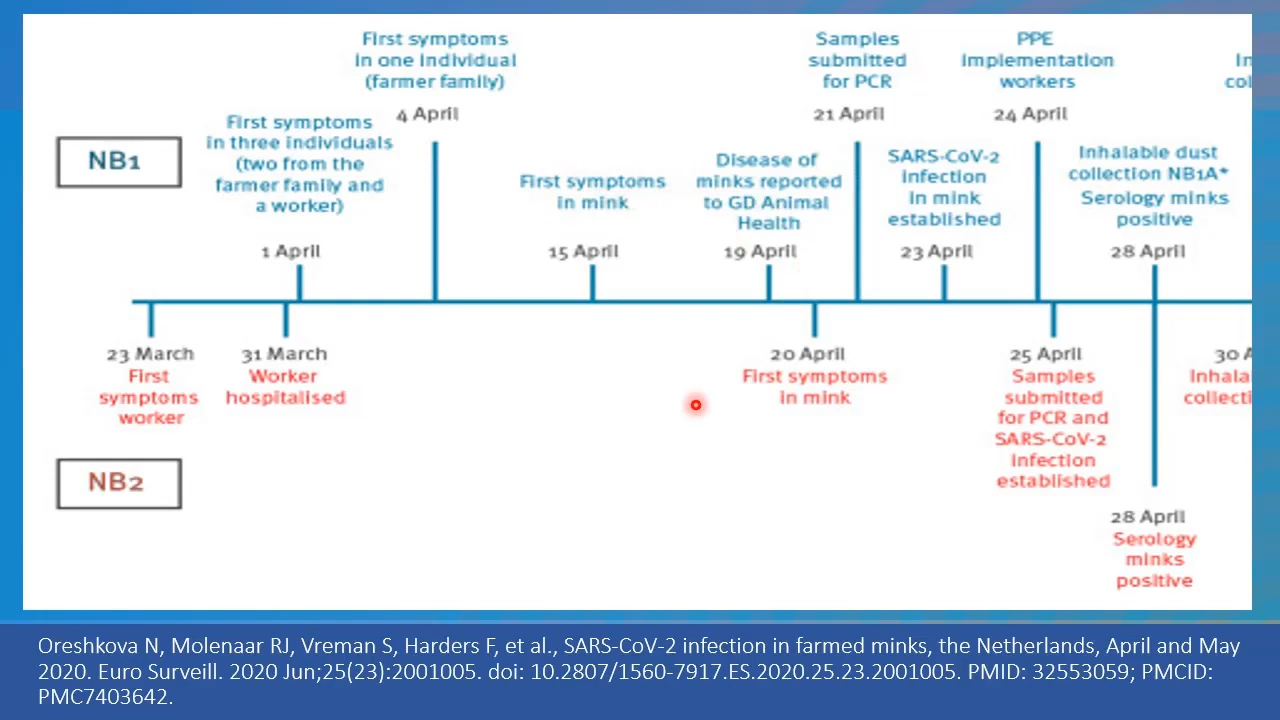 First symptoms
in one individual
(farmer family)
4 April
Samples
submitted
for PCR
21 April
PPE
implementation
workers
24 April
In
col
NB1
First symptoms
in three individuals
(two from the
farmer family and
a worker)
1 April
First symptoms
in mink
15 April
Disease of
minks reported
to GD Animal
Health
19 April
SARS-CoV-2
infection
in mink
established
23 April
Inhalable dust
collection NB1A*
Serology minks
positive
28 April
23 March
First
symptoms
worker
31 March
Worker
hospitalised
20 April
First symptoms
in mink
25 April
Samples
submitted
for PCR and
SARS-CoV-2
infection
established
30 A
Inhala
collecti
NB2
28 April
Serology
minks
positive
Oreshkova N, Molenaar RJ, Vreman S, Harders F, et al., SARS-CoV-2 infection in farmed minks, the Netherlands, April and May
2020. Euro Surveill. 2020 Jun;25(23):2001005. doi: 10.2807/1560-7917.ES.2020.25.23.2001005. PMID: 32553059; PMCID:
PMC7403642.